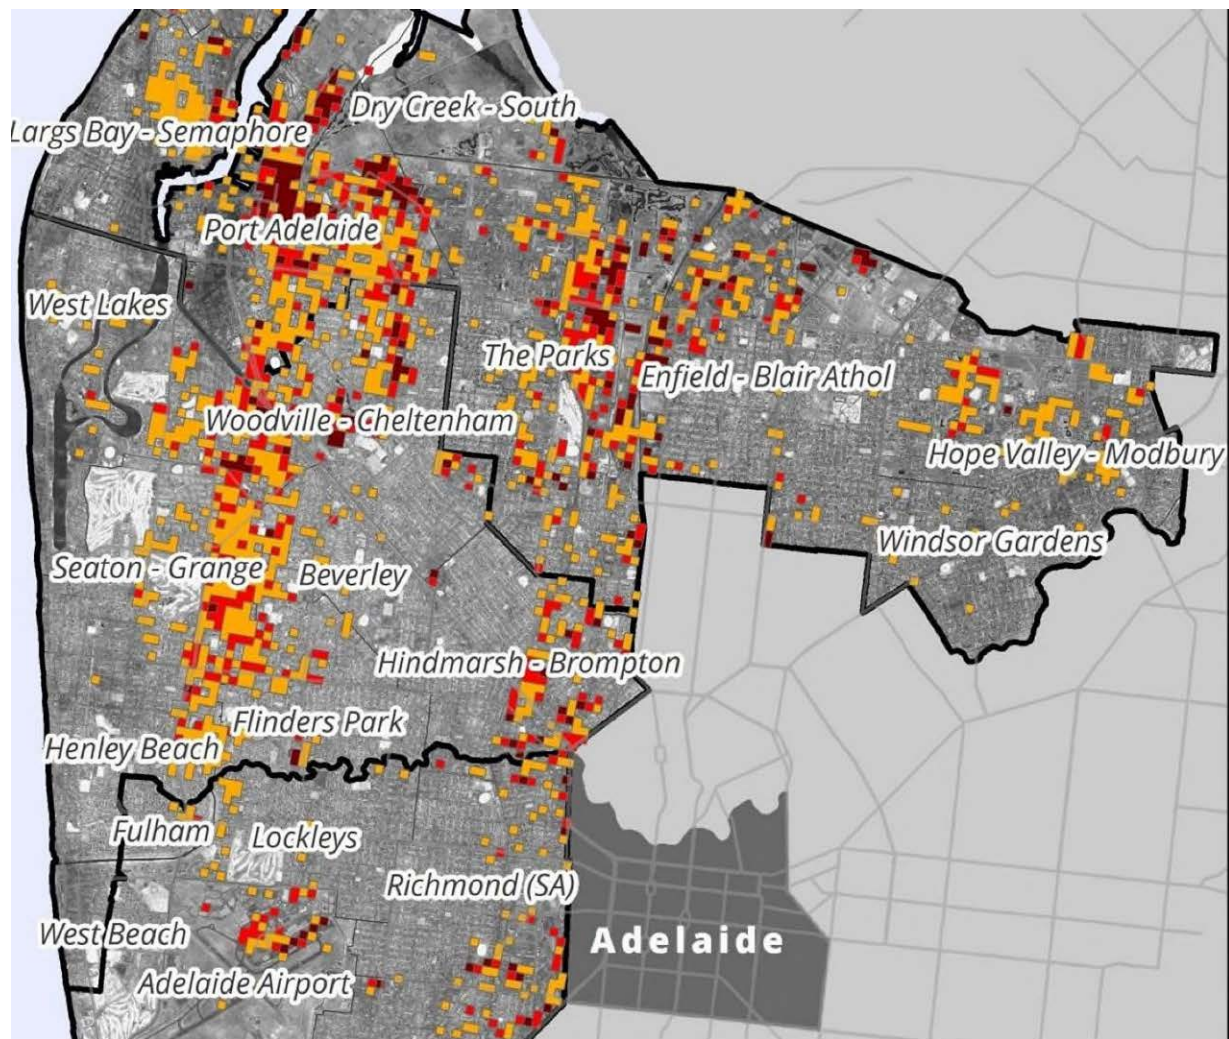 Dry Creek - South
Largs Bay - Semaphore
Port Adelaide
West Lakes
The Parks
Enfield - Blair Athol
Woodville - Cheltenham
Hope Valley - Modbury
Windsor Gardens
Seaton - Grange
Beverley
Hindmarsh - Brompton
Flinders Park
Henley Beach
Fulham
Lockleys
Richmond (SA)
West Beach
Adelaide
Adelaide Airport